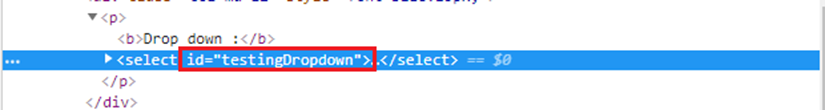 <p>
<b>Drop down :</b>
<select id="testingDropdown">…</select> == $0
</p>
</div>